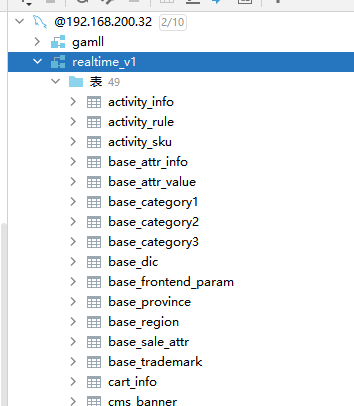 @192.168.200.32 2/10
gamll
realtime_v1
表 49
activity_info
activity_rule
activity_sku
base_attr_info
base_attr_value
base_category1
base_category2
base_category3
base_dic
base_frontend_param
base_province
base_region
base_sale_attr
base_trademark
cart_info
cms_banner